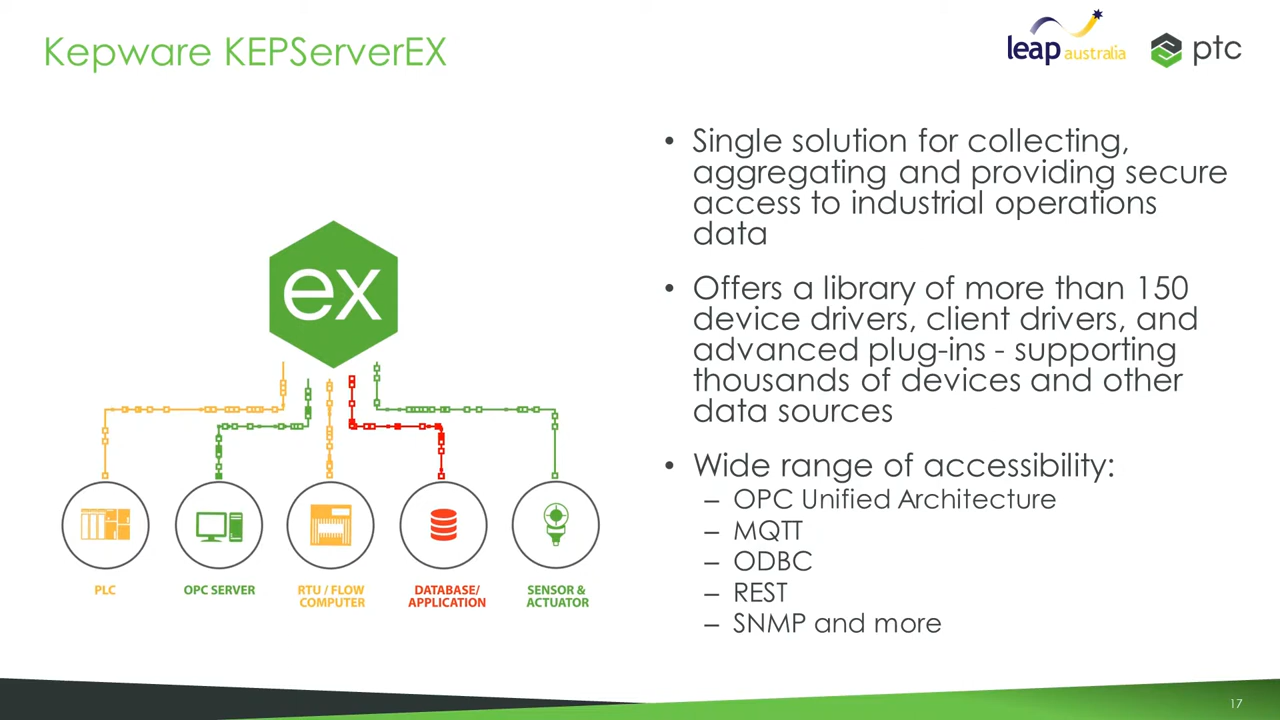 Kepware KEPServerEX
leap australia
ptc
• Single solution for collecting,
aggregating and providing secure
access to industrial operations
data
• Offers a library of more than 150
device drivers, client drivers, and
advanced plug-ins - supporting
thousands of devices and other
data sources
• Wide range of accessibility:
– OPC Unified Architecture
– MQTT
– ODBC
– REST
– SNMP and more
ex
PLC
OPC SERVER
RTU / FLOW
COMPUTER
DATABASE/
APPLICATION
SENSOR &
ACTUATOR
17